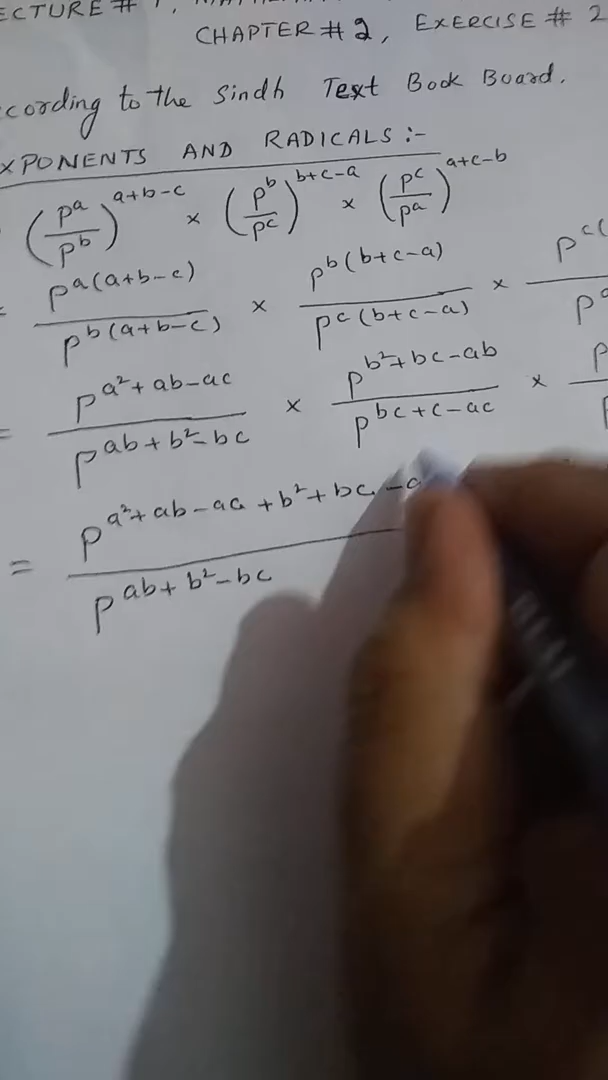 ECTURE # 1,
CHAPTER # 2, EXERCISE # 2
cording to the Sindh Text Book Board.
XPONENTS AND RADICALS :-
(p^a/p^b)^(a+b-c) × (p^b/p^c)^(b+c-a) × (p^c/p^a)^(a+c-b)
= p^(a(a+b-c))/p^(b(a+b-c)) × p^(b(b+c-a))/p^(c(b+c-a)) × p^(c(/p^a
= p^(a²+ab-ac)/p^(ab+b²-bc) × p^(b²+bc-ab)/p^(bc+c-ac) × p/p
= p^(a²+ab-ac+b²+bc-a/p^(ab+b²-bc)